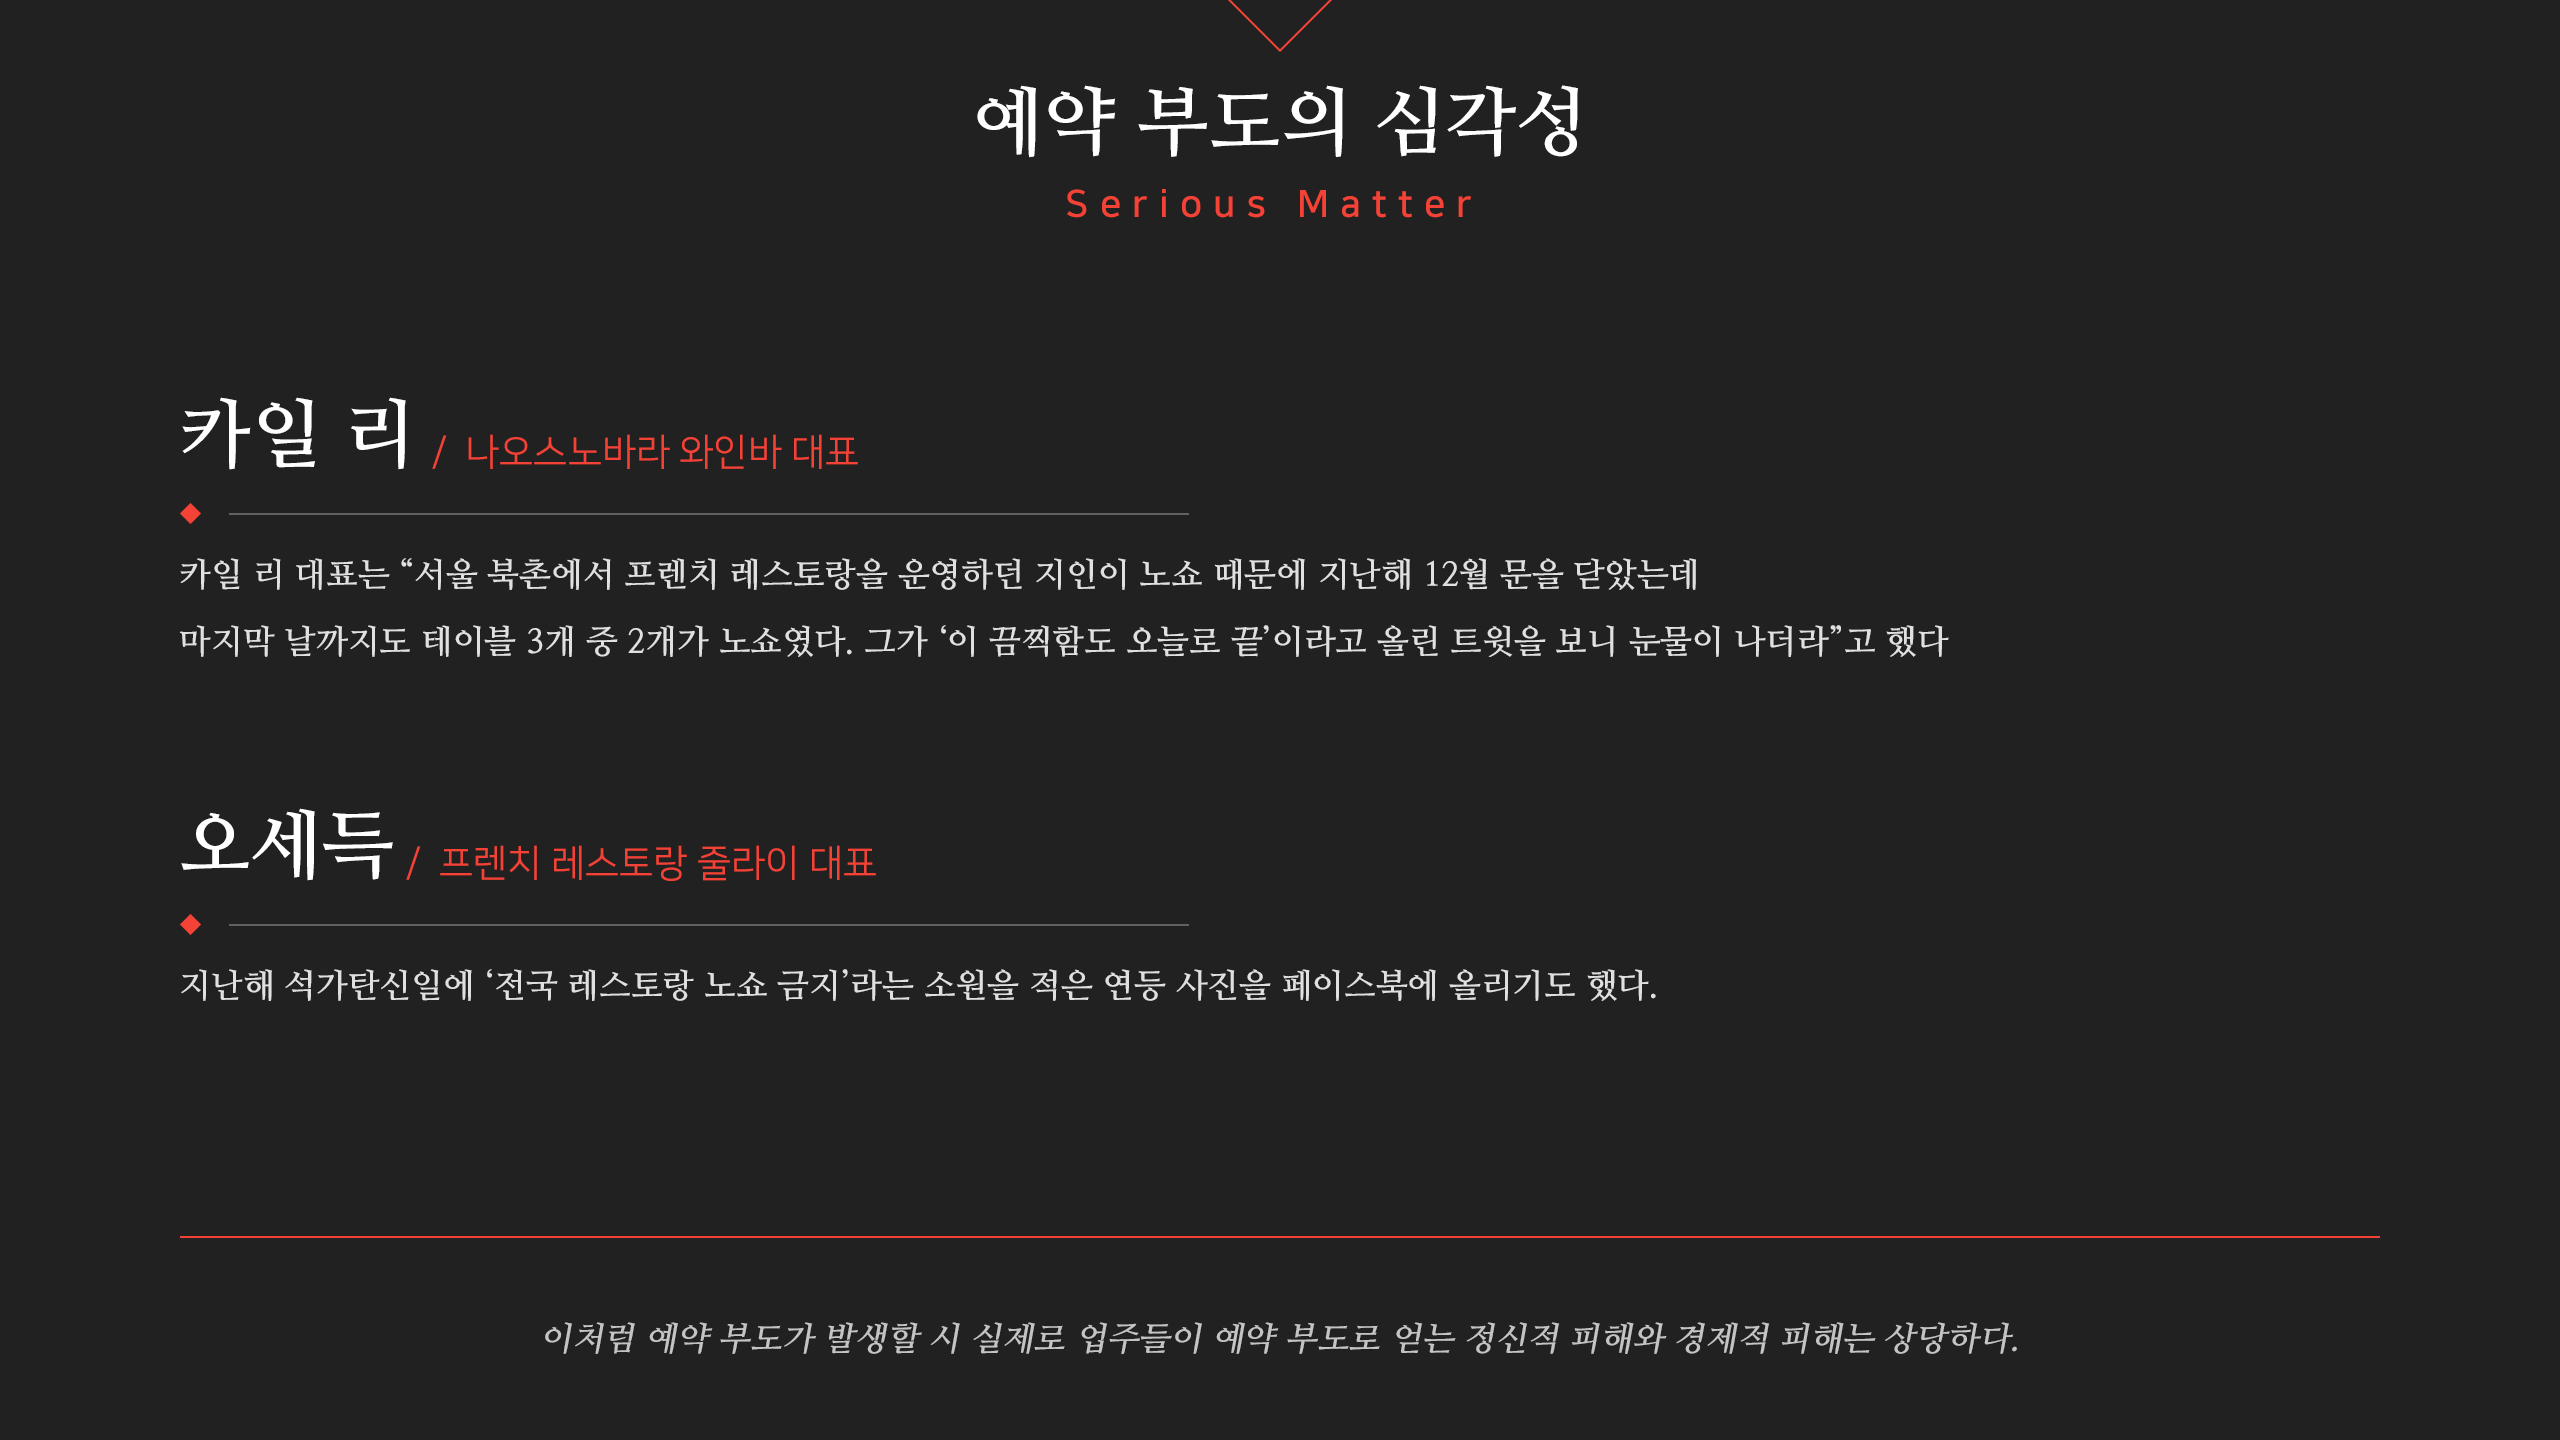 예약 부도의 심각성
Serious Matter
카일 리 / 나오스노바라 와인바 대표
카일 리 대표는 “서울 북촌에서 프렌치 레스토랑을 운영하던 지인이 노쇼 때문에 지난해 12월 문을 닫았는데
마지막 날까지도 테이블 3개 중 2개가 노쇼였다. 그가 ‘이 끔찍함도 오늘로 끝’이라고 올린 트윗을 보니 눈물이 나더라”고 했다
오세득 / 프렌치 레스토랑 줄라이 대표
지난해 석가탄신일에 ‘전국 레스토랑 노쇼 금지’라는 소원을 적은 연등 사진을 페이스북에 올리기도 했다.
이처럼 예약 부도가 발생할 시 실제로 업주들이 예약 부도로 얻는 정신적 피해와 경제적 피해는 상당하다.